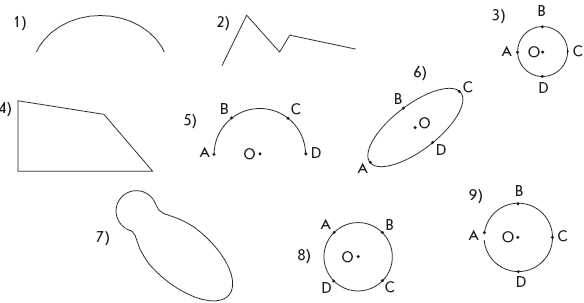 1)
2)
3)
B
A O C
D
4)
5)
B C
A O D
6)
C
B
O
D
A
7)
8)
A B
O
D C
9)
B
A O C
D